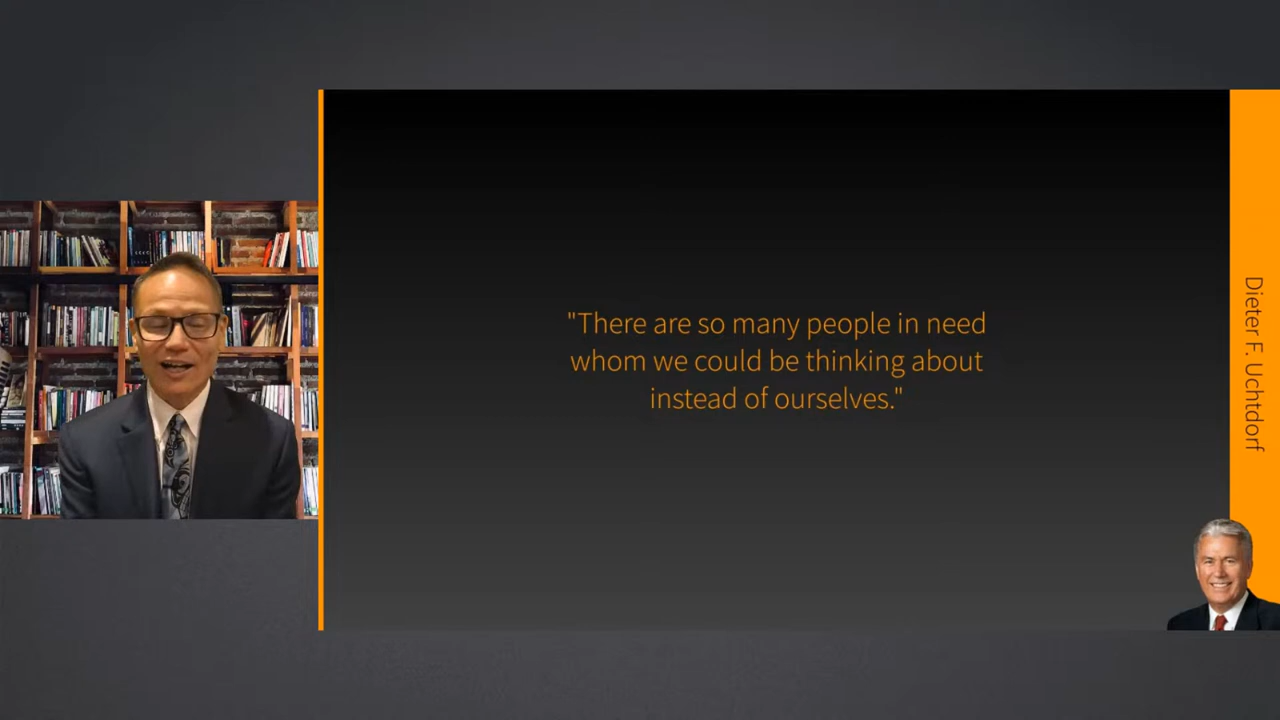 "There are so many people in need
whom we could be thinking about
instead of ourselves."
Dieter F. Uchtdorf